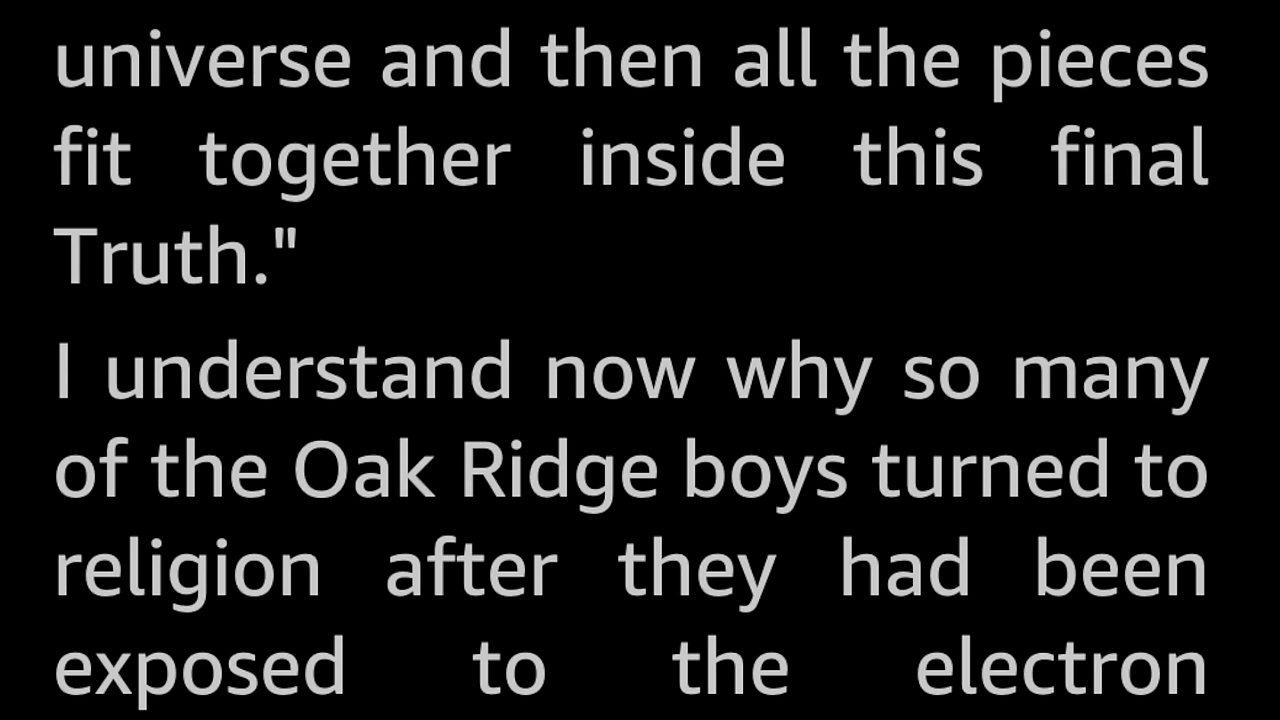 universe and then all the pieces
fit together inside this final
Truth."
I understand now why so many
of the Oak Ridge boys turned to
religion after they had been
exposed to the electron